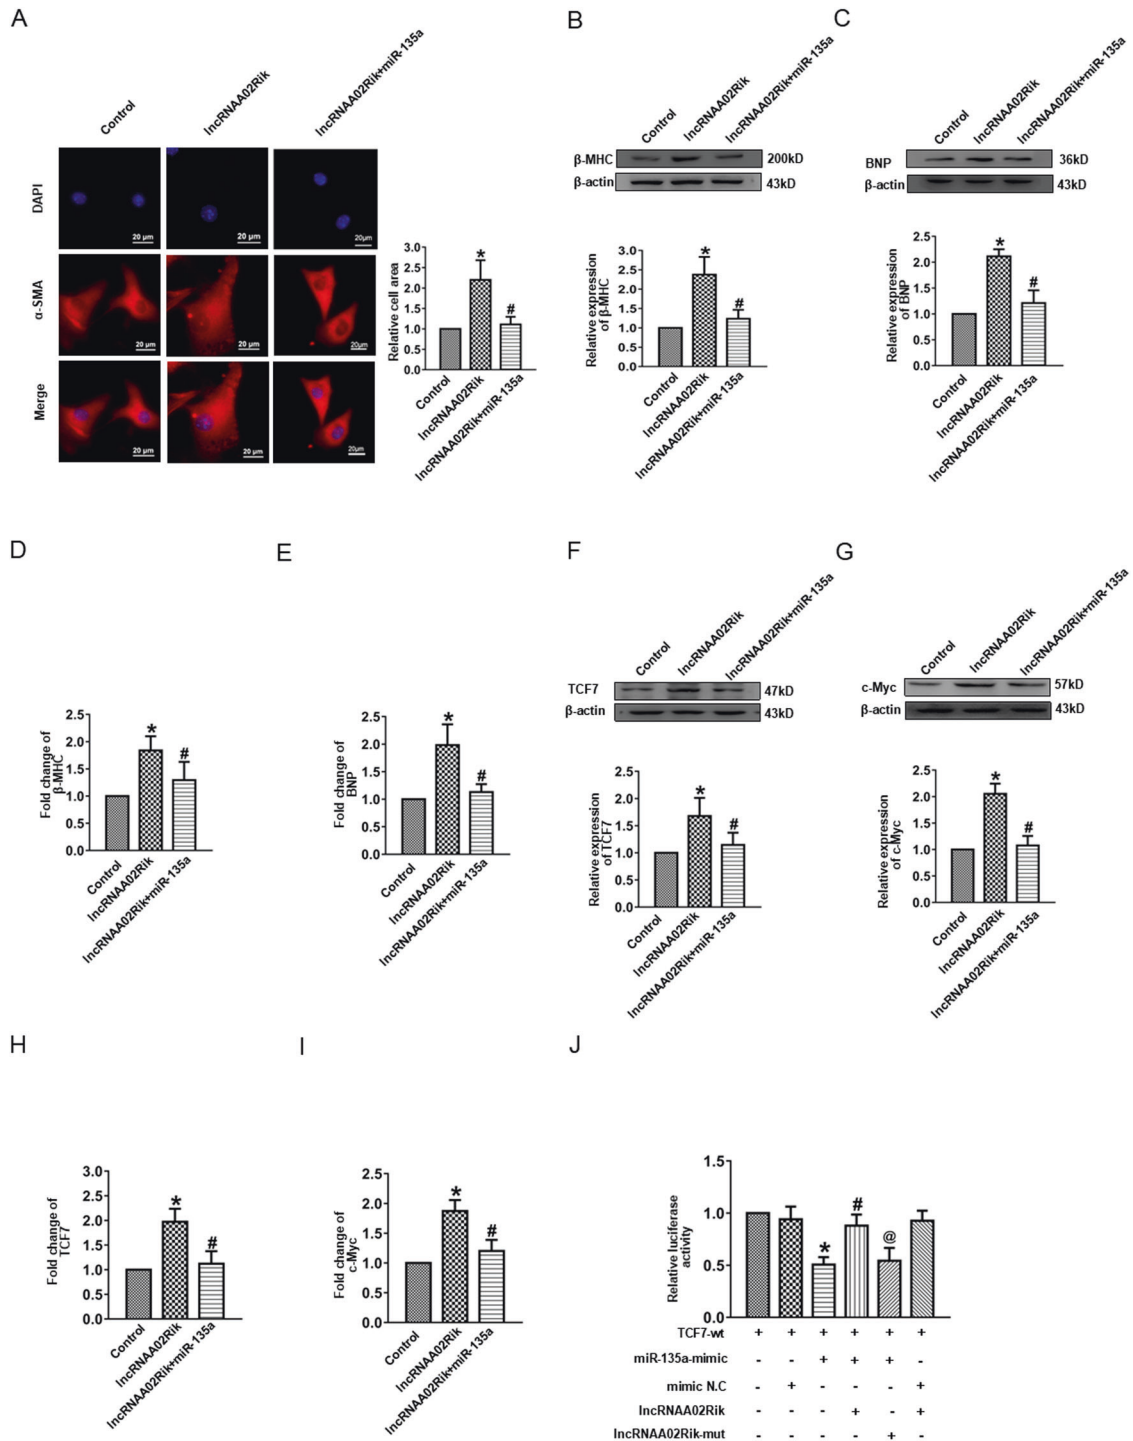 A
Control
lncRNAA02Rik
lncRNAA02Rik+miR-135a
DAPI
20 μm
20 μm
20μm
α-SMA
20 μm
20 μm
20μm
Merge
20 μm
20 μm
20μm
Relative cell area
3.0
2.5
2.0
1.5
1.0
0.5
0.0
*
#
Control
lncRNAA02Rik
lncRNAA02Rik+miR-135a
B
Control
lncRNAA02Rik
lncRNAA02Rik+miR-135a
β-MHC 200kD
β-actin 43kD
Relative expression
of β-MHC
3.0
2.5
2.0
1.5
1.0
0.5
0.0
*
#
Control
lncRNAA02Rik
lncRNAA02Rik+miR-135a
C
Control
lncRNAA02Rik
lncRNAA02Rik+miR-135a
BNP 36kD
β-actin 43kD
Relative expression
of BNP
2.5
2.0
1.5
1.0
0.5
0.0
*
#
Control
lncRNAA02Rik
lncRNAA02Rik+miR-135a
D
Fold change of
β-MHC
2.5
2.0
1.5
1.0
0.5
0.0
*
#
Control
lncRNAA02Rik
lncRNAA02Rik+miR-135a
E
Fold change of
BNP
2.5
2.0
1.5
1.0
0.5
0.0
*
#
Control
lncRNAA02Rik
lncRNAA02Rik+miR-135a
F
Control
lncRNAA02Rik
lncRNAA02Rik+miR-135a
TCF7 47kD
β-actin 43kD
Relative expression
of TCF7
2.5
2.0
1.5
1.0
0.5
0.0
*
#
Control
lncRNAA02Rik
lncRNAA02Rik+miR-135a
G
Control
lncRNAA02Rik
lncRNAA02Rik+miR-135a
c-Myc 57kD
β-actin 43kD
Relative expression
of c-Myc
2.5
2.0
1.5
1.0
0.5
0.0
*
#
Control
lncRNAA02Rik
lncRNAA02Rik+miR-135a
H
Fold change of
TCF7
3.0
2.5
2.0
1.5
1.0
0.5
0.0
*
#
Control
lncRNAA02Rik
lncRNAA02Rik+miR-135a
I
Fold change of
c-Myc
2.5
2.0
1.5
1.0
0.5
0.0
*
#
Control
lncRNAA02Rik
lncRNAA02Rik+miR-135a
J
Relative luciferase
activity
1.5
1.0
0.5
0.0
*
#
@
TCF7-wt + + + + + +
miR-135a-mimic - - + + + -
mimic N.C - + - - - +
lncRNAA02Rik - - - + - +
lncRNAA02Rik-mut - - - - + -